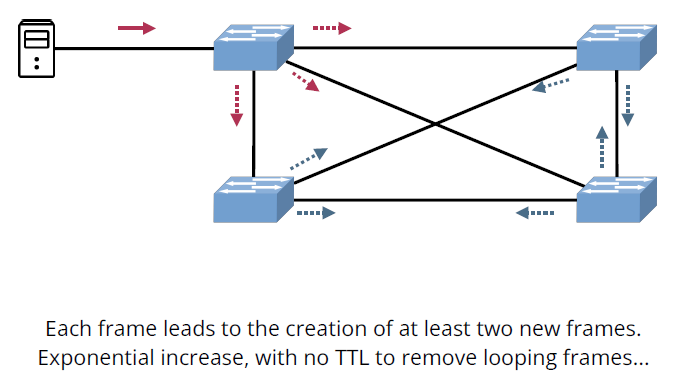 Each frame leads to the creation of at least two new frames.
Exponential increase, with no TTL to remove looping frames...